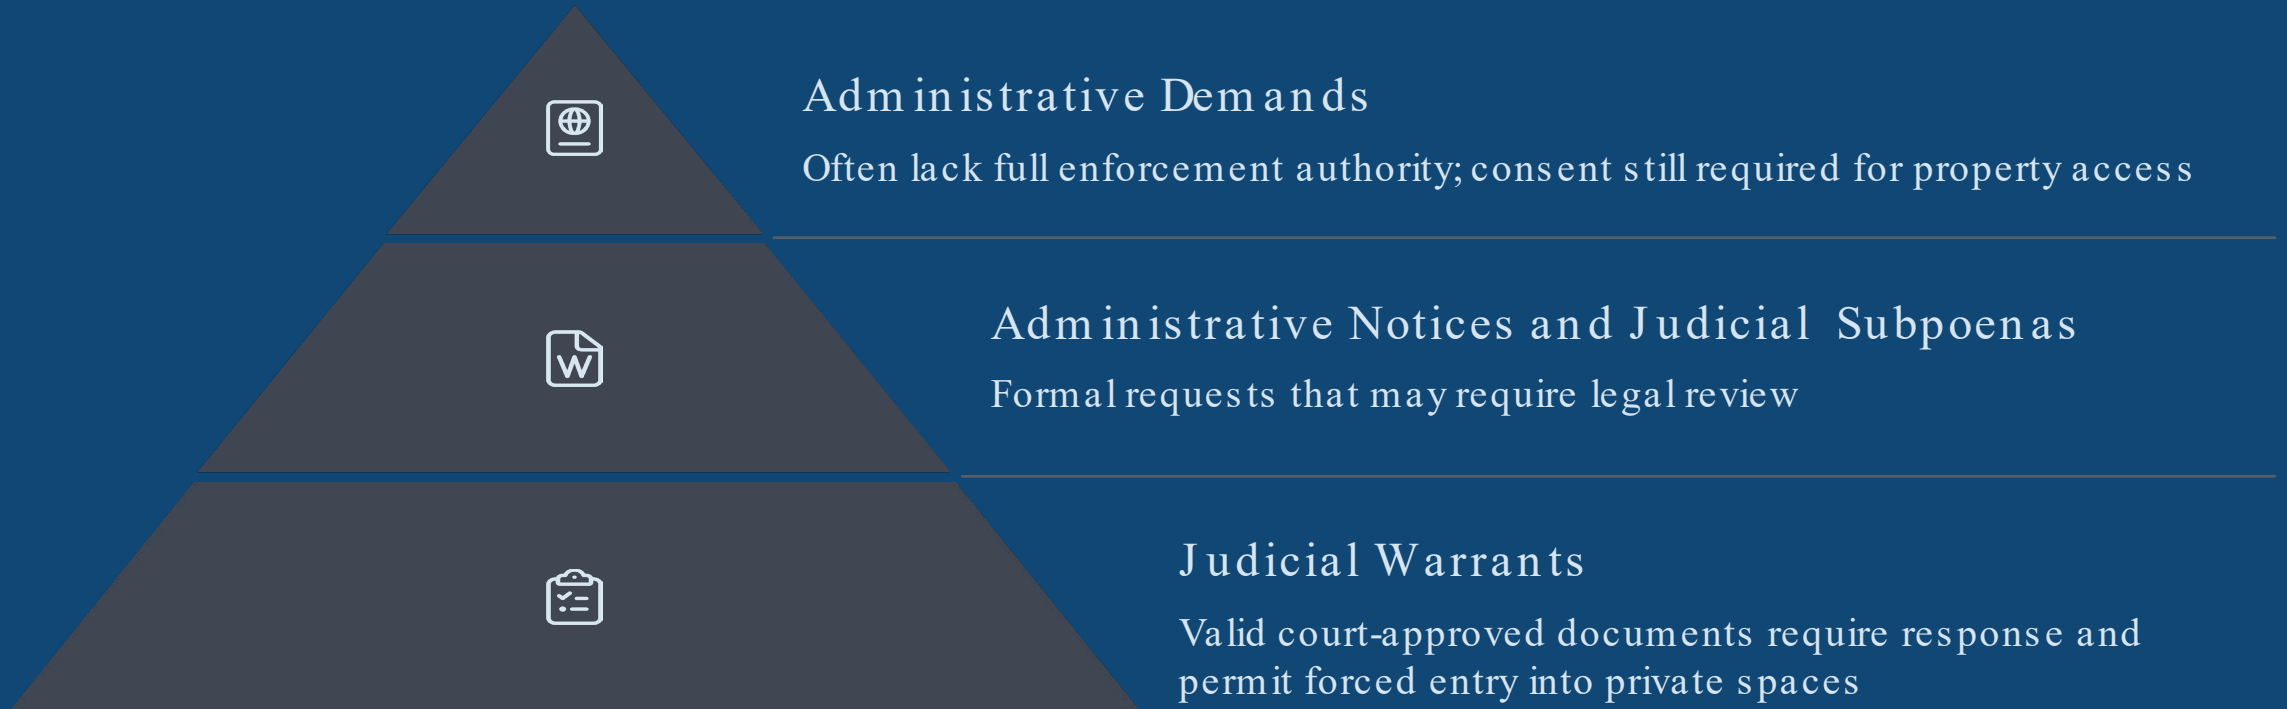 Administrative Demands
Often lack full enforcement authority; consent still required for property access
Administrative Notices and Judicial Subpoenas
Formal requests that may require legal review
Judicial Warrants
Valid court-approved documents require response and
permit forced entry into private spaces
W